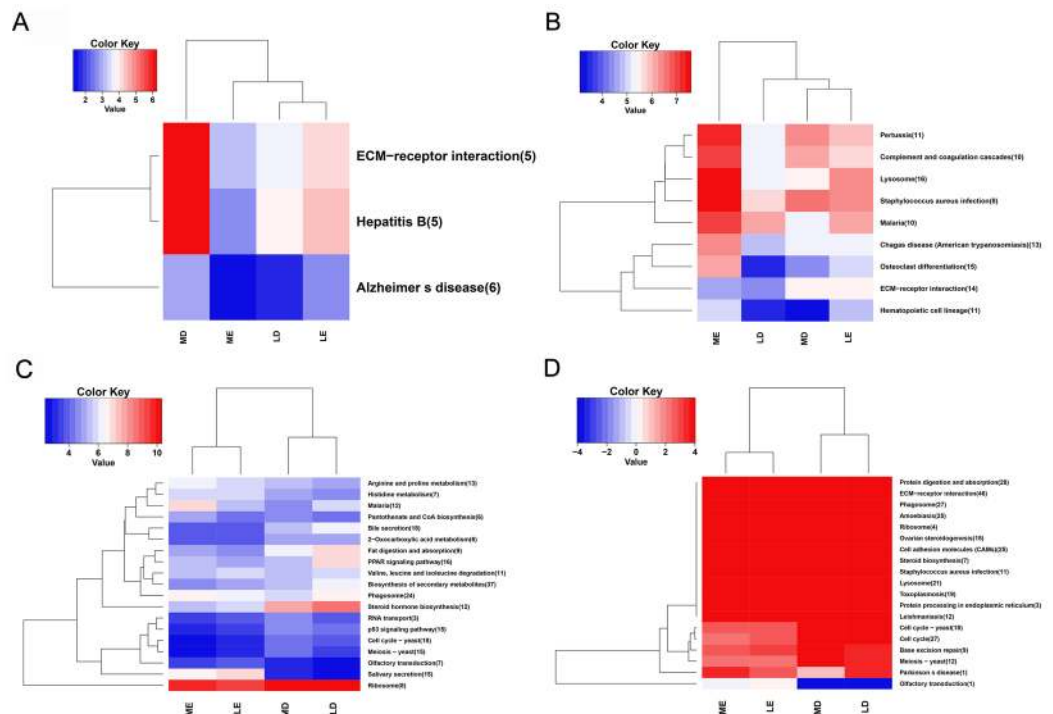 A
Color Key
2 3 4 5 6
Value
ECM-receptor interaction(5)
Hepatitis B(5)
Alzheimer s disease(6)
MD ME LD LE
B
Color Key
4 5 6 7
Value
Pertussis(11)
Complement and coagulation cascades(10)
Lysosome(16)
Staphylococcus aureus infection(8)
Malaria(10)
Chagas disease (American trypanosomiasis)(13)
Osteoclast differentiation(15)
ECM-receptor interaction(14)
Hematopoietic cell lineage(11)
ME LD MD LE
C
Color Key
4 6 8 10
Value
Arginine and proline metabolism(13)
Histidine metabolism(7)
Malaria(12)
Pantothenate and CoA biosynthesis(6)
Bile secretion(18)
2-Oxocarboxylic acid metabolism(6)
Fat digestion and absorption(9)
PPAR signaling pathway(16)
Valine, leucine and isoleucine degradation(11)
Biosynthesis of secondary metabolites(37)
Phagosome(24)
Steroid hormone biosynthesis(12)
RNA transport(3)
p53 signaling pathway(15)
Cell cycle - yeast(16)
Meiosis - yeast(15)
Olfactory transduction(7)
Salivary secretion(15)
Ribosome(8)
ME LE MD LD
D
Color Key
-4 -2 0 2 4
Value
Protein digestion and absorption(28)
ECM-receptor interaction(46)
Phagosome(27)
Amoebiasis(25)
Ribosome(4)
Ovarian steroidogenesis(15)
Cell adhesion molecules (CAMs)(28)
Steroid biosynthesis(7)
Staphylococcus aureus infection(11)
Lysosome(21)
Toxoplasmosis(19)
Protein processing in endoplasmic reticulum(3)
Leishmaniasis(12)
Cell cycle - yeast(19)
Cell cycle(27)
Base excision repair(9)
Meiosis - yeast(12)
Parkinson s disease(1)
Olfactory transduction(1)
ME LE MD LD